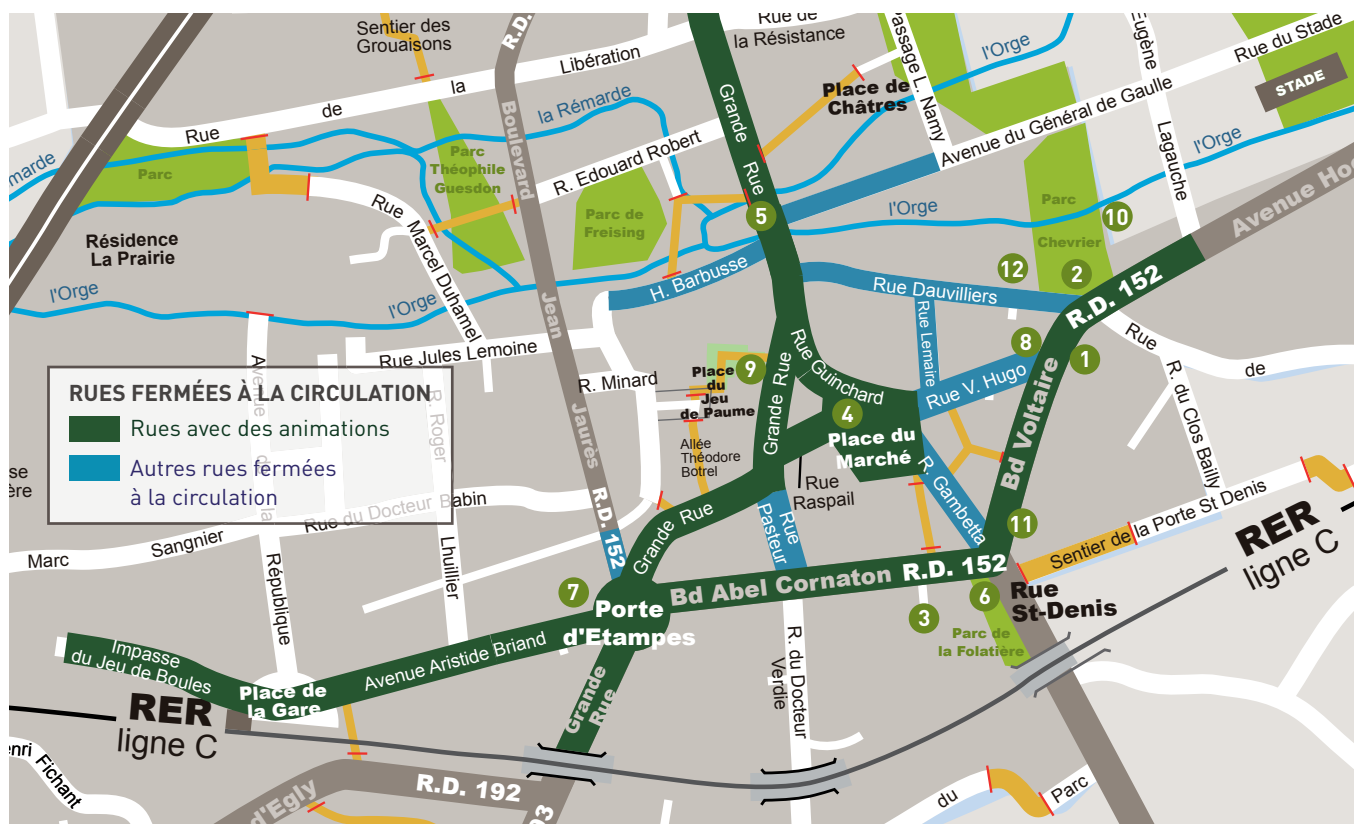 Sentier des
Grouaisons
R.D.
Rue de
la Résistance
Passage L. Namy
l'Orge
Eugène
Lagauche
Rue du Stade
STADE
Libération
la
de
Rue
Boulevard
la Rémarde
Grande
Rue
Place de
Châtres
Avenue du Général de Gaulle
l'Orge
Parc
Parc
Théophile
Guesdon
R. Edouard Robert
Parc de
Freising
5
l'Orge
Parc
Chevrier
10
Avenue Ho
Résidence
La Prairie
Rue
Marcel Duhamel
l'Orge
l'Orge
H. Barbusse
Jean
12
2
Rue Dauvilliers
R.D. 152
Rue
de
Rue Jules Lemoine
Avenue
de
la
République
R. Minard
Place
du
Jeu
de Paume
9
Grande Rue
Rue Guinchard
4
Place du
Marché
Rue Lemaire
Rue V. Hugo
8
1
R. du Clos Bailly
Bd Voltaire
RUES FERMÉES À LA CIRCULATION
Rues avec des animations
Autres rues fermées
à la circulation
R. Roger
Lhuillier
Jaurès
R.D. 152
Allée
Théodore
Botrel
Rue
Raspail
Rue
Pasteur
R. Gambetta
11
Sentier de la Porte St Denis
RER
ligne C
Rue du Docteur Babin
Marc
Sangnier
Grande Rue
7
Porte
d'Etampes
Bd Abel Cornaton
R.D. 152
3
6
Rue
St-Denis
Parc de
la Folatière
Impasse
du Jeu de Boules
Place de
la Gare
Avenue Aristide Briand
Grande
Rue
R. du Docteur
Verdie
RER
ligne C
enri
Fichant
d'Egly
R.D. 192
du
Parc